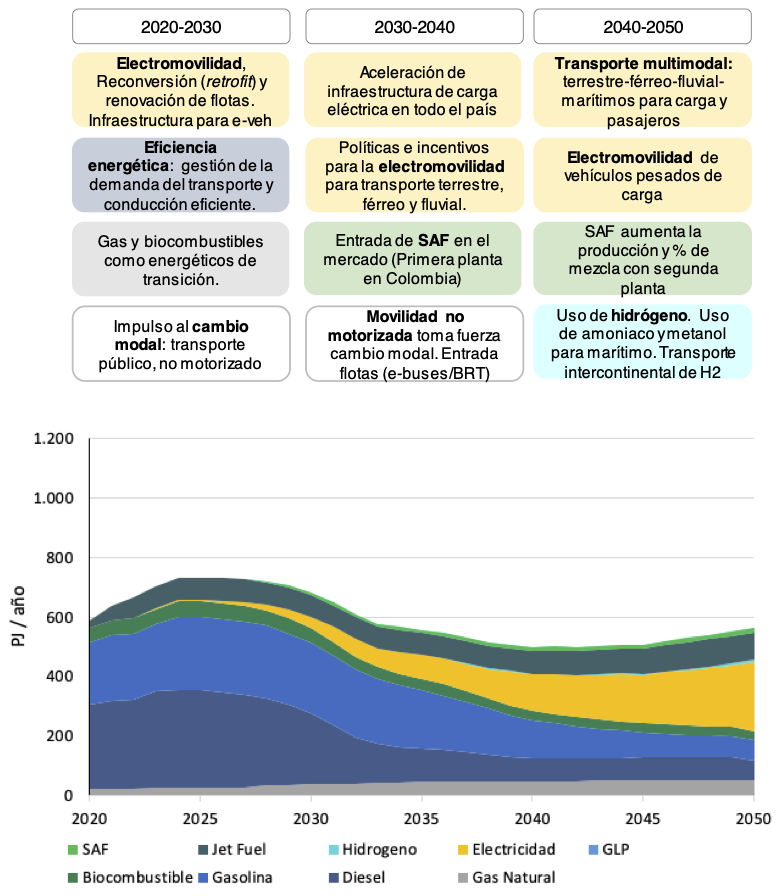 2020-2030
2030-2040
2040-2050
Electromovilidad,
Reconversión (retrofit) y
renovación de flotas.
Infraestructura para e-veh
Aceleración de
infraestructura de carga
eléctrica en todo el país
Transporte multimodal:
terrestre-férreo-fluvial-
marítimos para carga y
pasajeros
Eficiencia
energética: gestión de la
demanda del transporte y
conducción eficiente.
Políticas e incentivos
para la electromovilidad
para transporte terrestre,
férreo y fluvial.
Electromovilidad de
vehículos pesados de
carga
Gas y biocombustibles
como energéticos de
transición.
Entrada de SAF en el
mercado (Primera planta
en Colombia)
SAF aumenta la
producción y % de
mezcla con segunda
planta
Impulso al cambio
modal: transporte
público, no motorizado
Movilidad no
motorizada toma fuerza
cambio modal. Entrada
flotas (e-buses/BRT)
Uso de hidrógeno. Uso
de amoniaco y metanol
para marítimo. Transporte
intercontinental de H2
PJ / año
1.200
1.000
800
600
400
200
0
2020 2025 2030 2035 2040 2045 2050
SAF Jet Fuel Hidrogeno Electricidad GLP
Biocombustible Gasolina Diesel Gas Natural